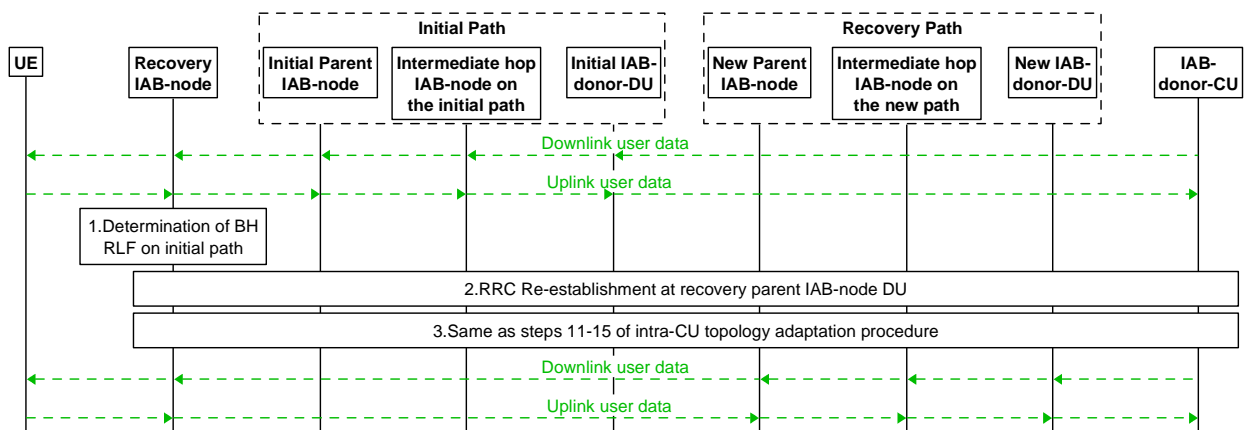 Initial Path
Recovery Path
UE
Recovery
IAB-node
Initial Parent
IAB-node
Intermediate hop
IAB-node on
the initial path
Initial IAB-
donor-DU
New Parent
IAB-node
Intermediate hop
IAB-node on
the new path
New IAB-
donor-DU
IAB-
donor-CU
Downlink user data
Uplink user data
1.Determination of BH
RLF on initial path
2.RRC Re-establishment at recovery parent IAB-node DU
3.Same as steps 11-15 of intra-CU topology adaptation procedure
Downlink user data
Uplink user data